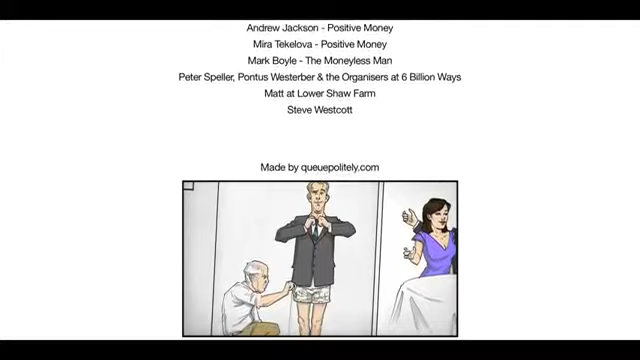 Andrew Jackson - Positive Money
Mira Tekelova - Positive Money
Mark Boyle - The Moneyless Man
Peter Speller, Pontus Westerber & the Organisers at 6 Billion Ways
Matt at Lower Shaw Farm
Steve Westcott
Made by queuepolitely.com